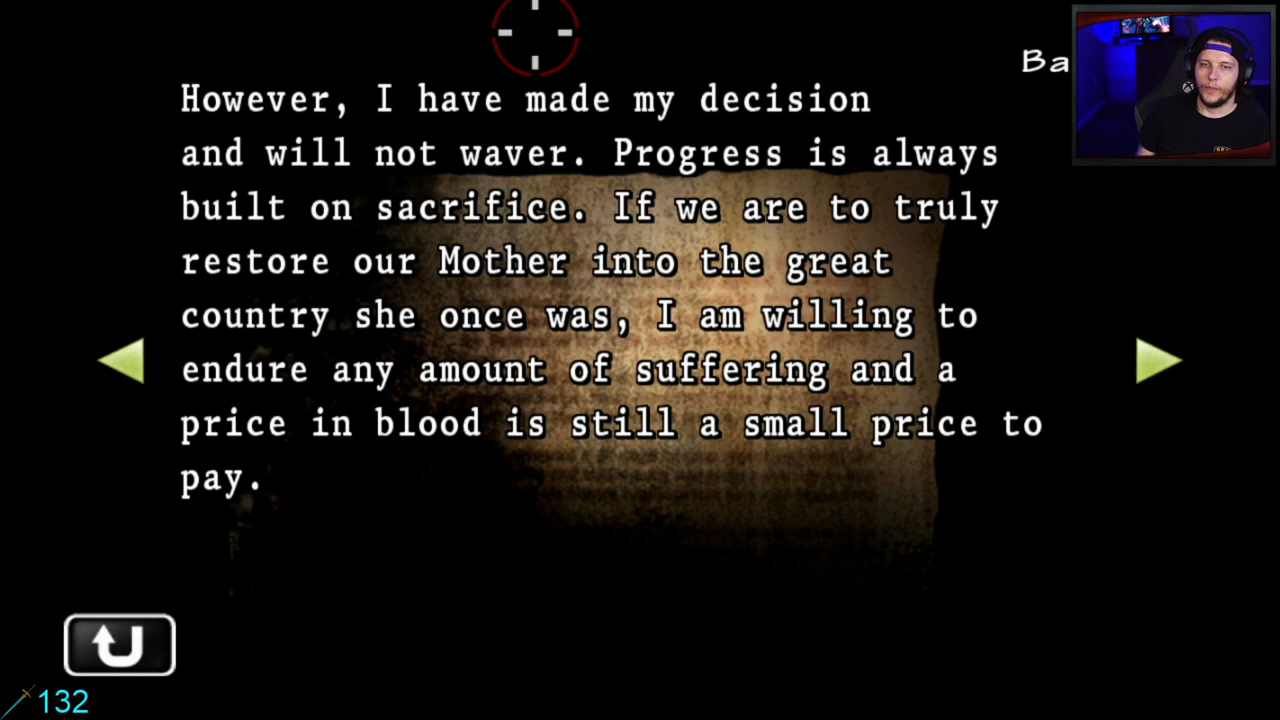 Ba
However, I have made my decision
and will not waver. Progress is always
built on sacrifice. If we are to truly
restore our Mother into the great
country she once was, I am willing to
endure any amount of suffering and a
price in blood is still a small price to
pay.
132